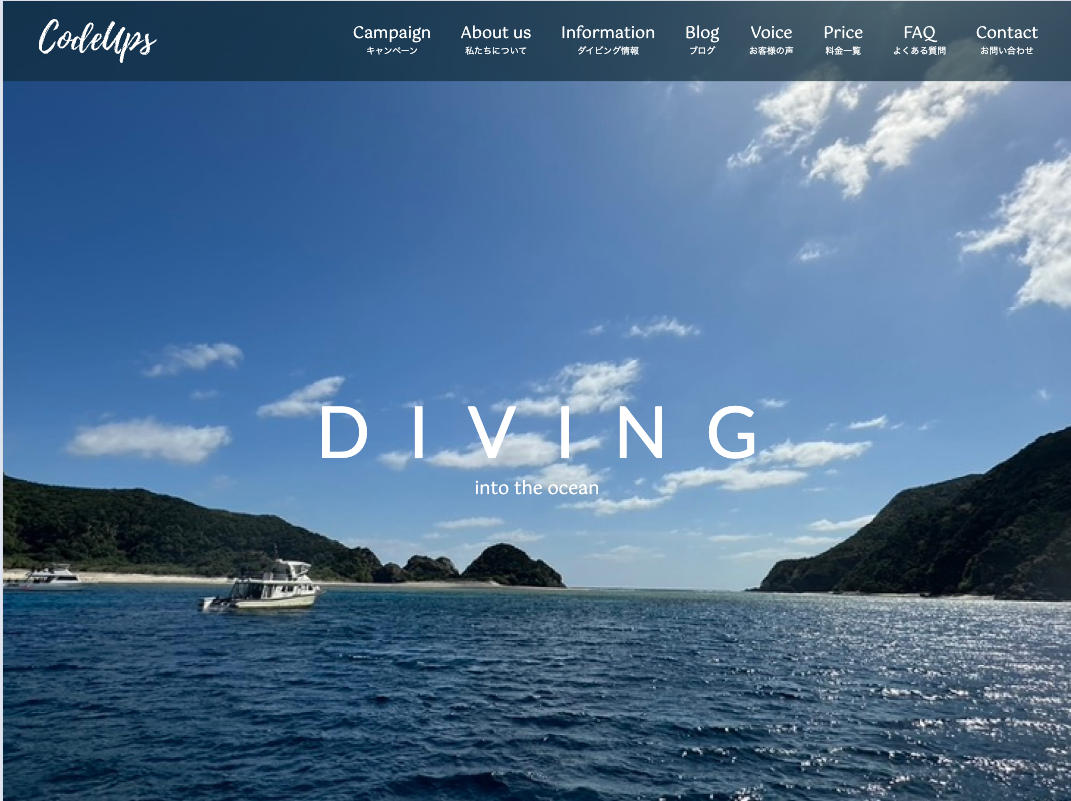 CodeUps
Campaign About us Information Blog Voice Price FAQ Contact
キャンペーン 私たちについて ダイビング情報 ブログ お客様の声 料金一覧 よくある質問 お問い合わせ
DIVING
into the ocean